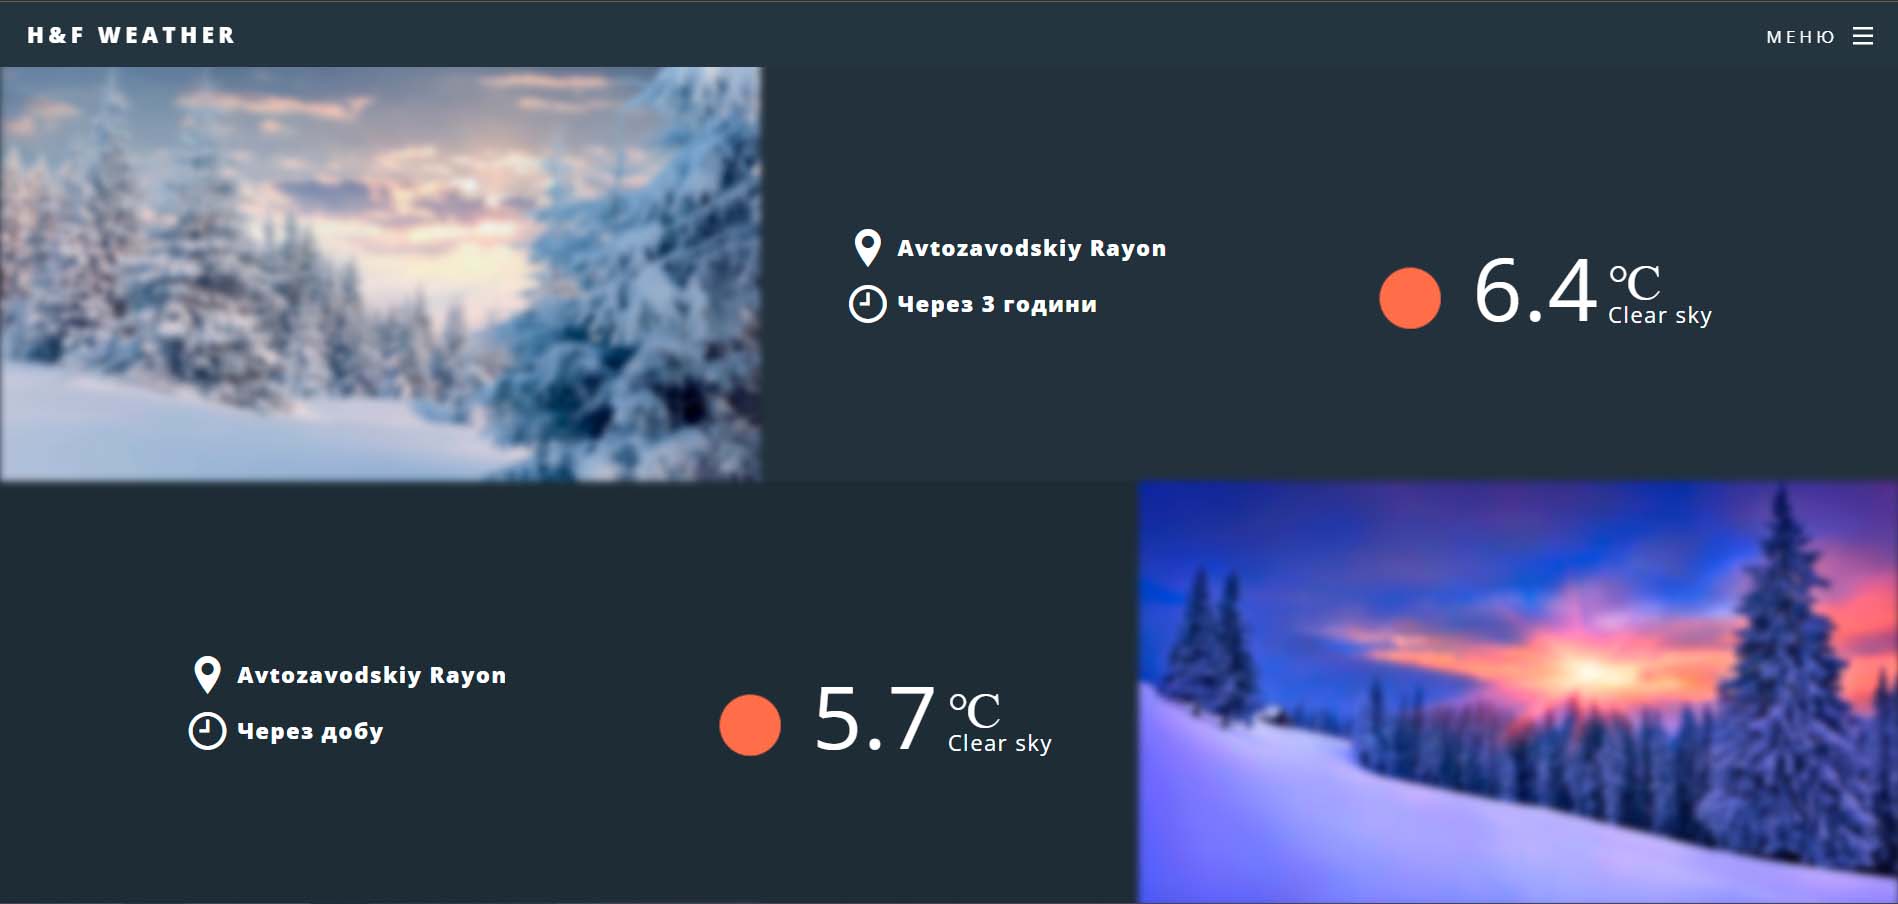 H&F WEATHER
МЕНЮ
Avtozavodskiy Rayon
Через 3 години
6.4 °C
Clear sky
Avtozavodskiy Rayon
Через добу
5.7 °C
Clear sky